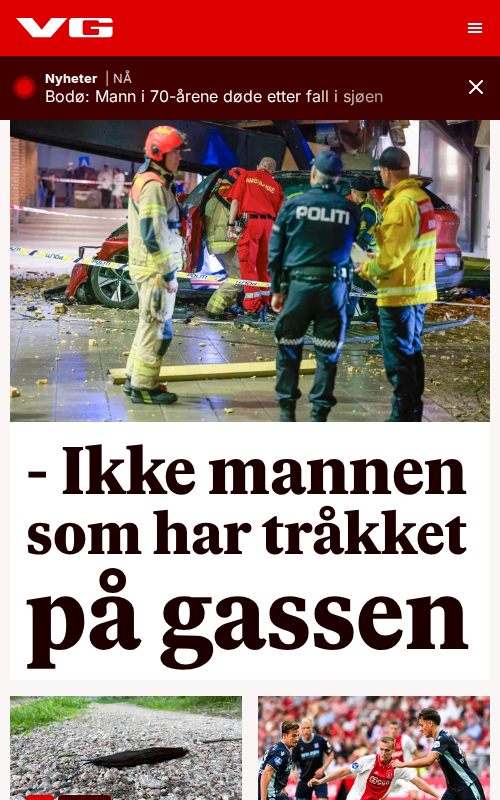 VG
Nyheter | NÅ
Bodø: Mann i 70-årene døde etter fall i sjøen
AMBULANSE
POLITI
- Ikke mannen
som har tråkket
på gassen